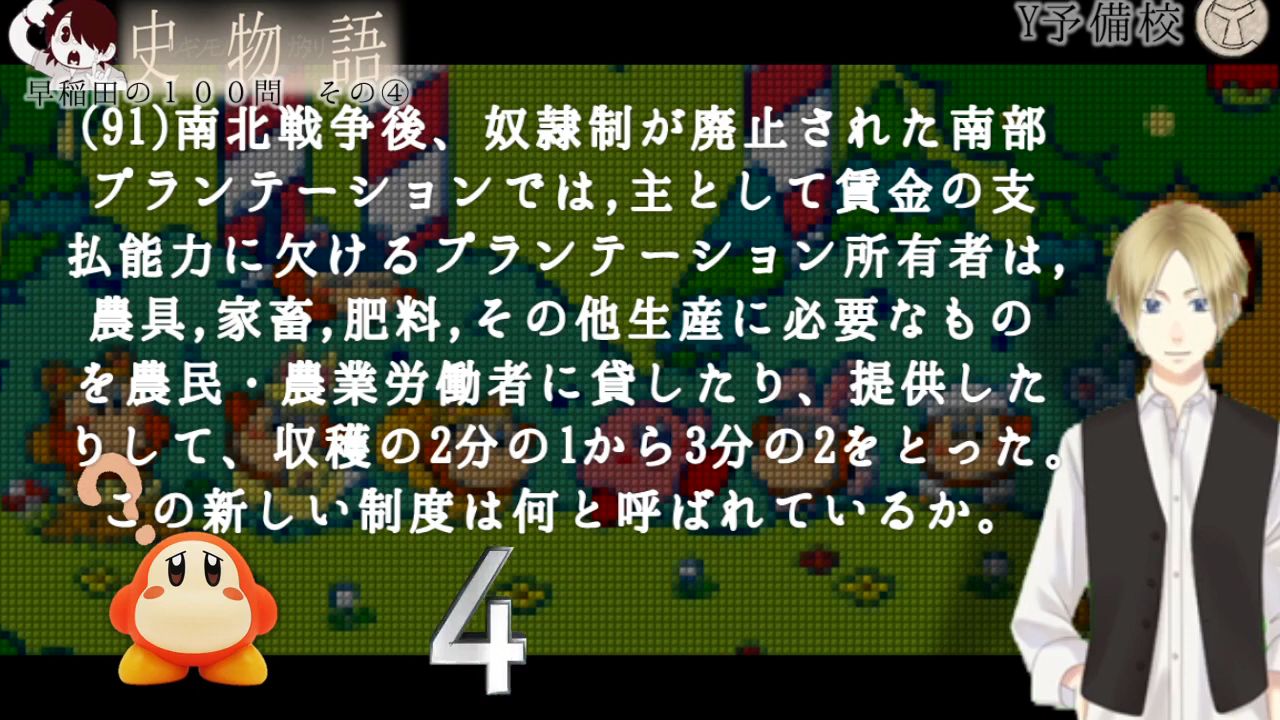 史物語
Y予備校
早稲田の100問 その④
(91)南北戦争後、奴隷制が廃止された南部
プランテーションでは,主として賃金の支
払能力に欠けるプランテーション所有者は,
農具,家畜,肥料,その他生産に必要なもの
を農民・農業労働者に貸したり、提供した
りして、収穫の2分の1から3分の2をとった。
この新しい制度は何と呼ばれているか。
?
4